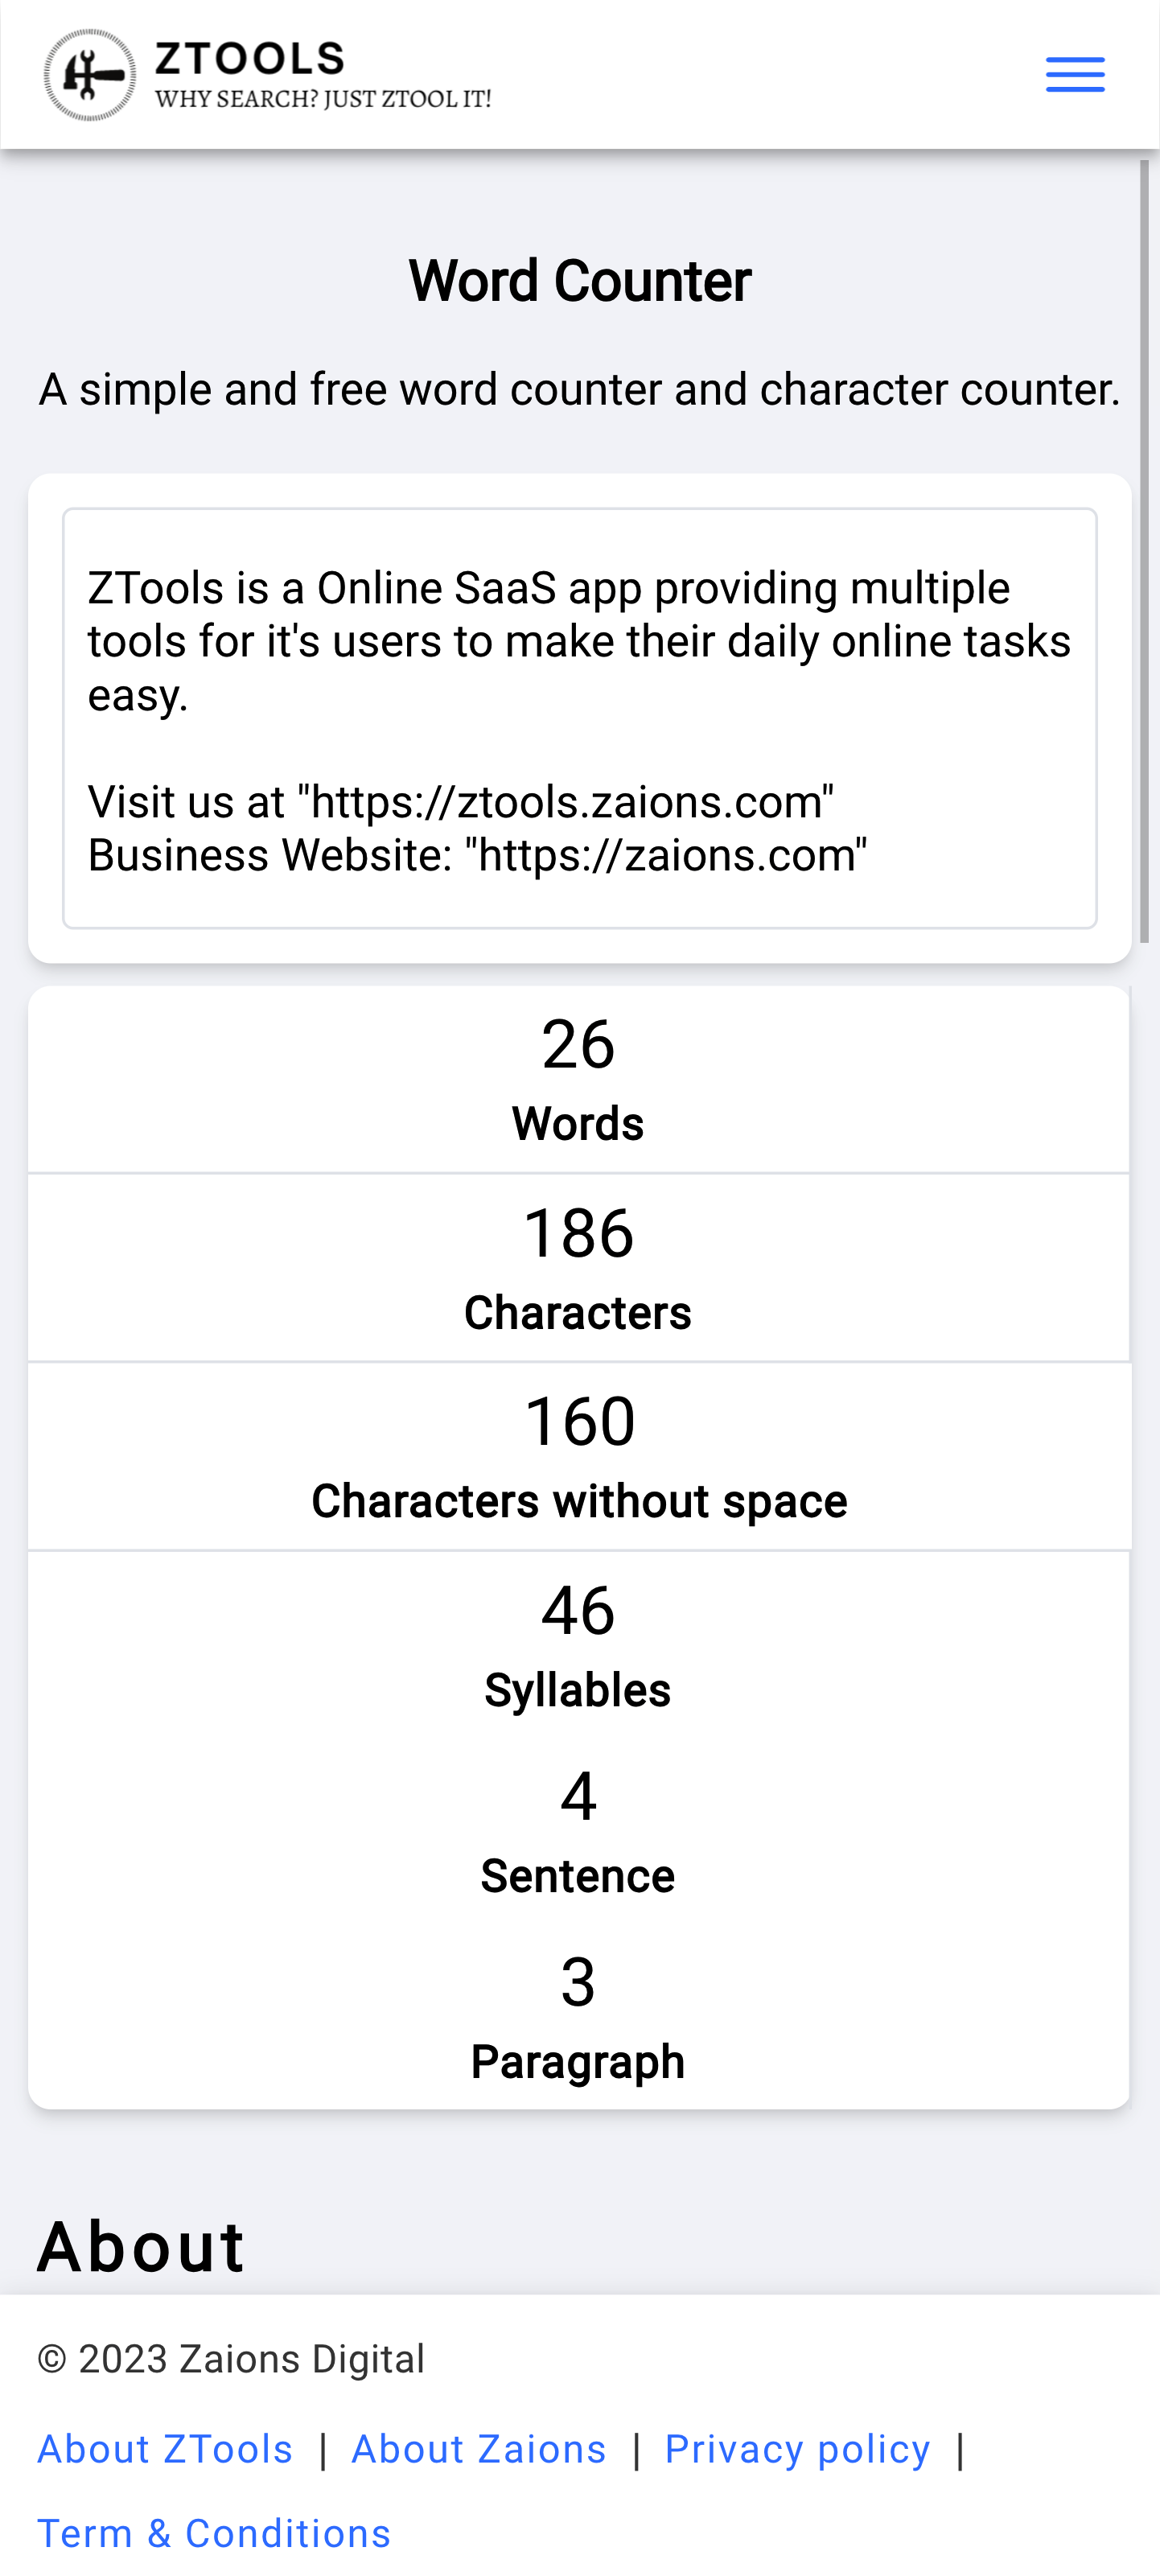 ZTOOLS
WHY SEARCH? JUST ZTOOL IT!
Word Counter
A simple and free word counter and character counter.
ZTools is a Online SaaS app providing multiple
tools for it's users to make their daily online tasks
easy.
Visit us at "https://ztools.zaions.com"
Business Website: "https://zaions.com"
26
Words
186
Characters
160
Characters without space
46
Syllables
4
Sentence
3
Paragraph
About
© 2023 Zaions Digital
About ZTools | About Zaions | Privacy policy |
Term & Conditions